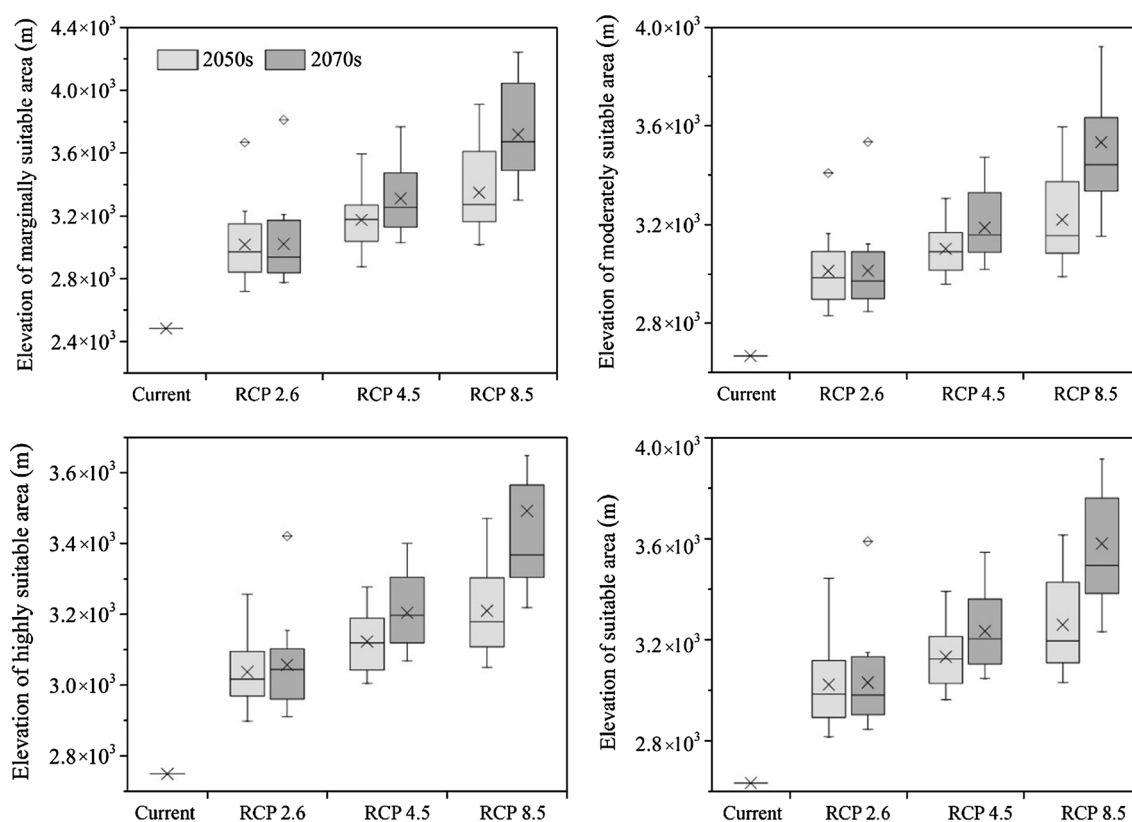 Elevation of marginally suitable area (m)
4.4×10³
4.0×10³
3.6×10³
3.2×10³
2.8×10³
2.4×10³
2050s 2070s
Current RCP 2.6 RCP 4.5 RCP 8.5
Elevation of moderately suitable area (m)
4.0×10³
3.6×10³
3.2×10³
2.8×10³
Current RCP 2.6 RCP 4.5 RCP 8.5
Elevation of highly suitable area (m)
3.6×10³
3.4×10³
3.2×10³
3.0×10³
2.8×10³
Current RCP 2.6 RCP 4.5 RCP 8.5
Elevation of suitable area (m)
4.0×10³
3.6×10³
3.2×10³
2.8×10³
Current RCP 2.6 RCP 4.5 RCP 8.5